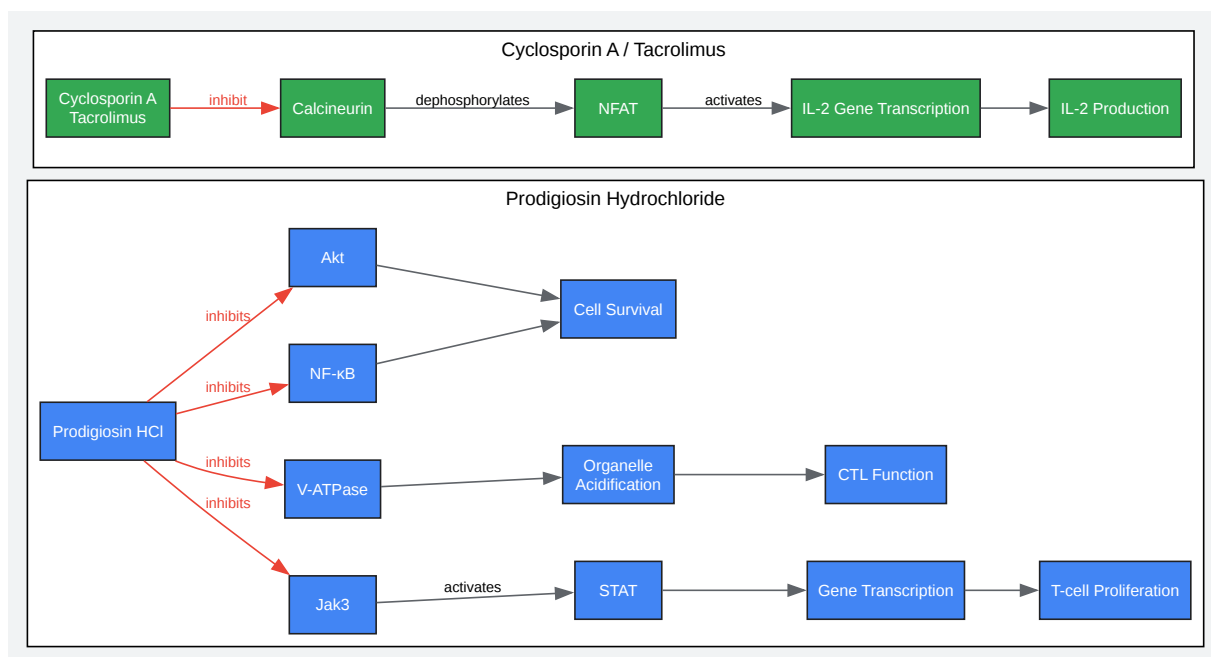 Cyclosporin A / Tacrolimus
Cyclosporin A
Tacrolimus
inhibit
Calcineurin
dephosphorylates
NFAT
activates
IL-2 Gene Transcription
IL-2 Production
Prodigiosin Hydrochloride
Akt
inhibits
Cell Survival
NF-κB
inhibits
Prodigiosin HCl
inhibits
V-ATPase
Organelle
Acidification
CTL Function
inhibits
Jak3
activates
STAT
Gene Transcription
T-cell Proliferation